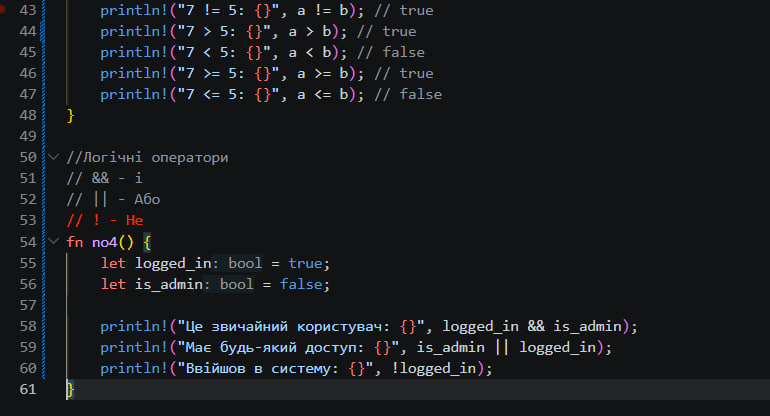 43 println!("7 != 5: {}", a != b); // true
44 println!("7 > 5: {}", a > b); // true
45 println!("7 < 5: {}", a < b); // false
46 println!("7 >= 5: {}", a >= b); // true
47 println!("7 <= 5: {}", a <= b); // false
48 }
49
50 //Логічні оператори
51 // && - і
52 // || - Або
53 // ! - Не
54 fn no4() {
55 let logged_in: bool = true;
56 let is_admin: bool = false;
57
58 println!("Це звичайний користувач: {}", logged_in && is_admin);
59 println!("Має будь-який доступ: {}", is_admin || logged_in);
60 println!("Ввійшов в систему: {}", !logged_in);
61 }